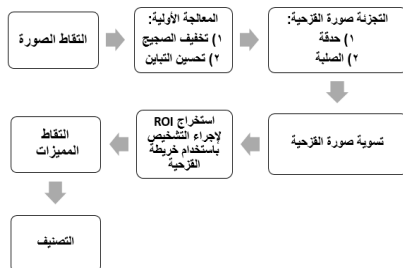 التقاط الصورة
المعالجة الأولية:
١) تخفيف الضجيج
٢) تحسين التباين
التجزئة صورة القزحية:
١) حدقة
٢) الصلبة
تسوية صورة القزحية
استخراج ROI
لإجراء التشخيص
باستخدام خريطة
القزحية
التقاط
المميزات
التصنيف